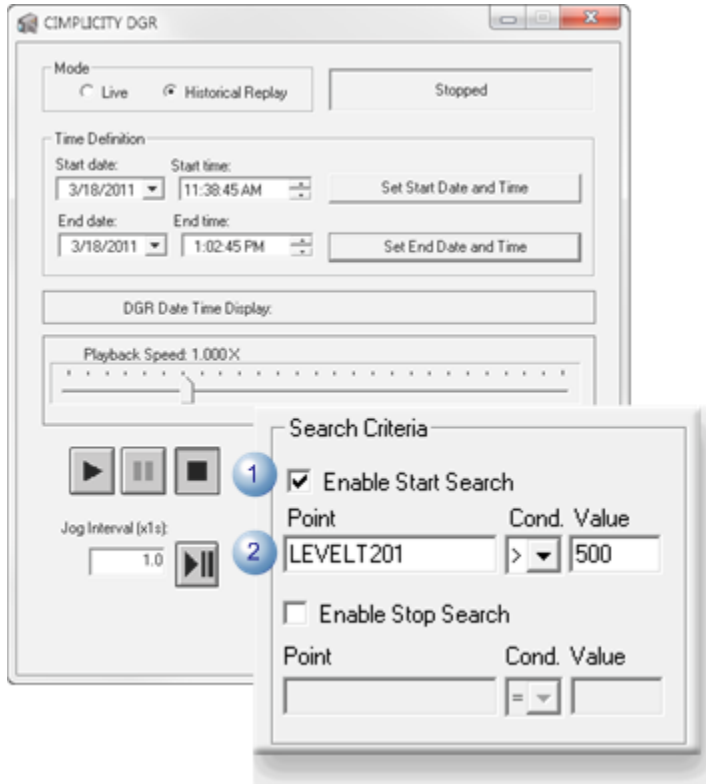 CIMPLICITY DGR
Mode
Live Historical Replay
Stopped
Time Definition
Start date: Start time:
3/18/2011 11:38:45 AM Set Start Date and Time
End date: End time:
3/18/2011 1:02:45 PM Set End Date and Time
DGR Date Time Display:
Playback Speed: 1.000X
Jog Interval (x1s):
1.0
Search Criteria
1 Enable Start Search
Point Cond. Value
2 LEVELT201 > 500
Enable Stop Search
Point Cond. Value
=